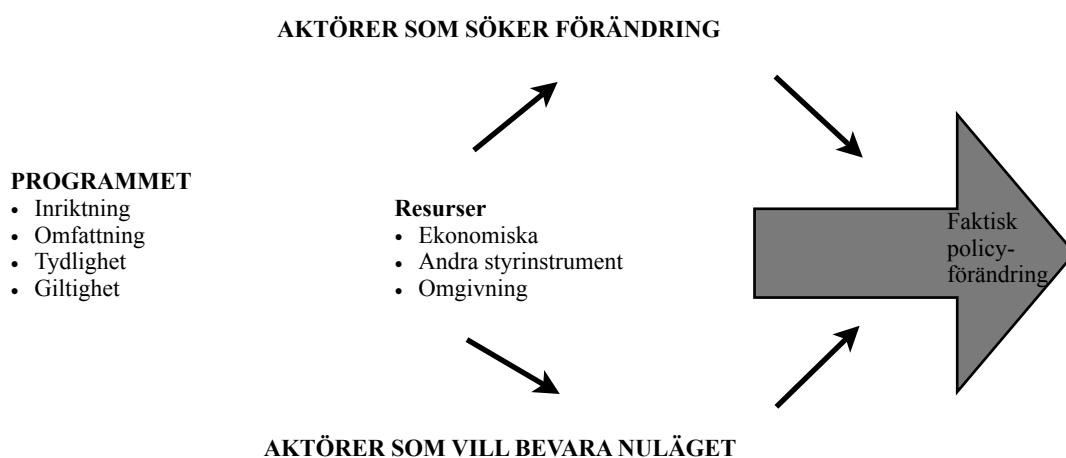 AKTÖRER SOM SÖKER FÖRÄNDRING
PROGRAMMET
• Inriktning
• Omfattning
• Tydlighet
• Giltighet
Resurser
• Ekonomiska
• Andra styrinstrument
• Omgivning
Faktisk
policy-
förändring
AKTÖRER SOM VILL BEVARA NULÄGET